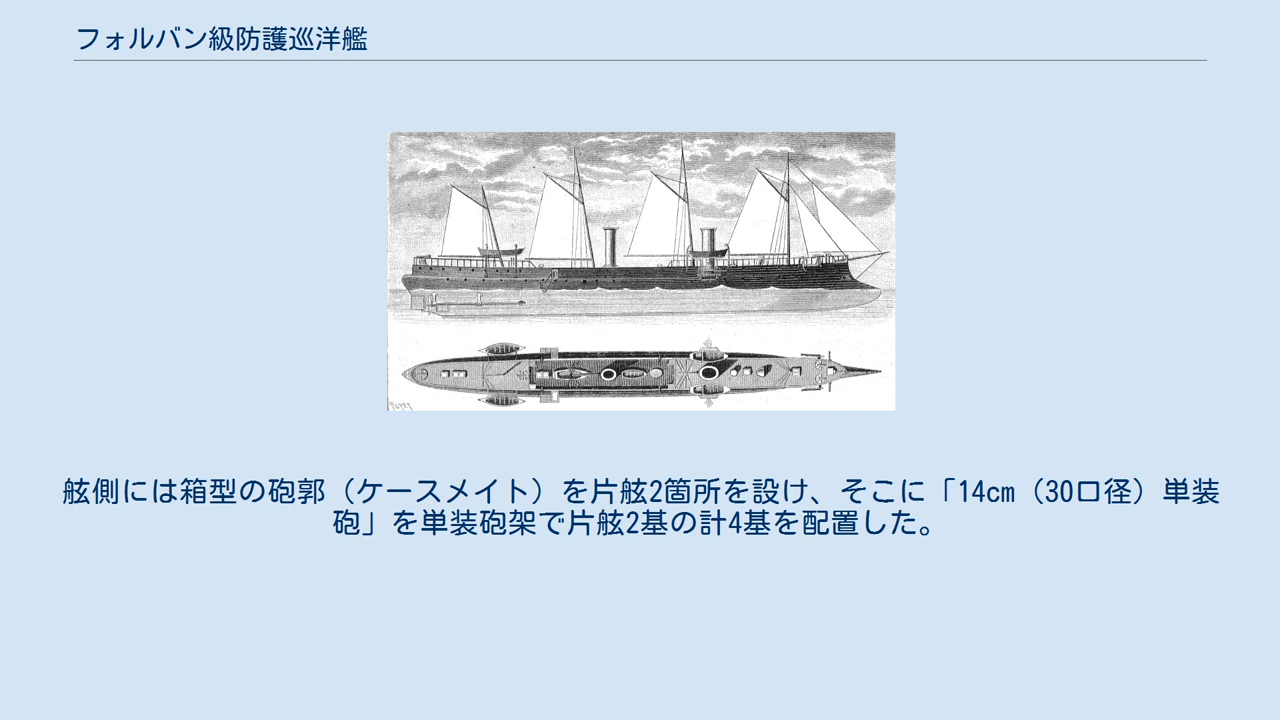 フォルバン級防護巡洋艦
POYET
舷側には箱型の砲郭（ケースメイト）を片舷2箇所を設け、そこに「14cm（30口径）単装
砲」を単装砲架で片舷2基の計4基を配置した。